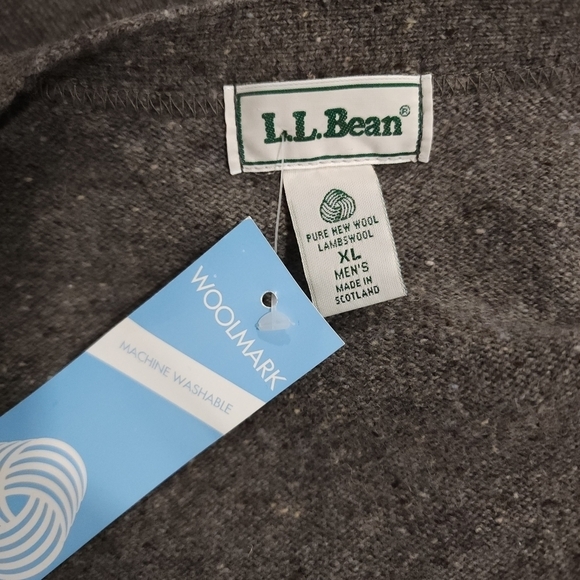 L.L.Bean®
PURE NEW WOOL
LAMBSWOOL
XL
MEN'S
MADE IN
SCOTLAND
WOOLMARK
MACHINE WASHABLE